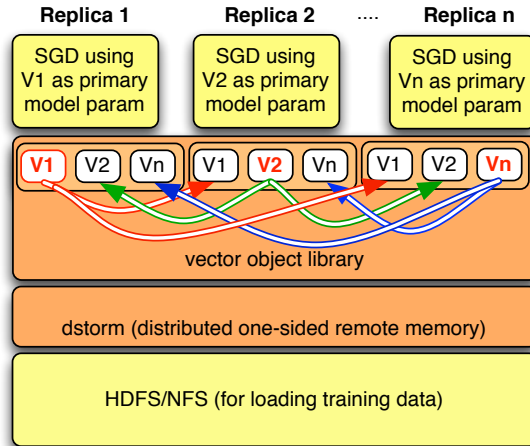 Replica 1 Replica 2 .... Replica n
SGD using
V1 as primary
model param
SGD using
V2 as primary
model param
SGD using
Vn as primary
model param
V1 V2 Vn V1 V2 Vn V1 V2 Vn
vector object library
dstorm (distributed one-sided remote memory)
HDFS/NFS (for loading training data)